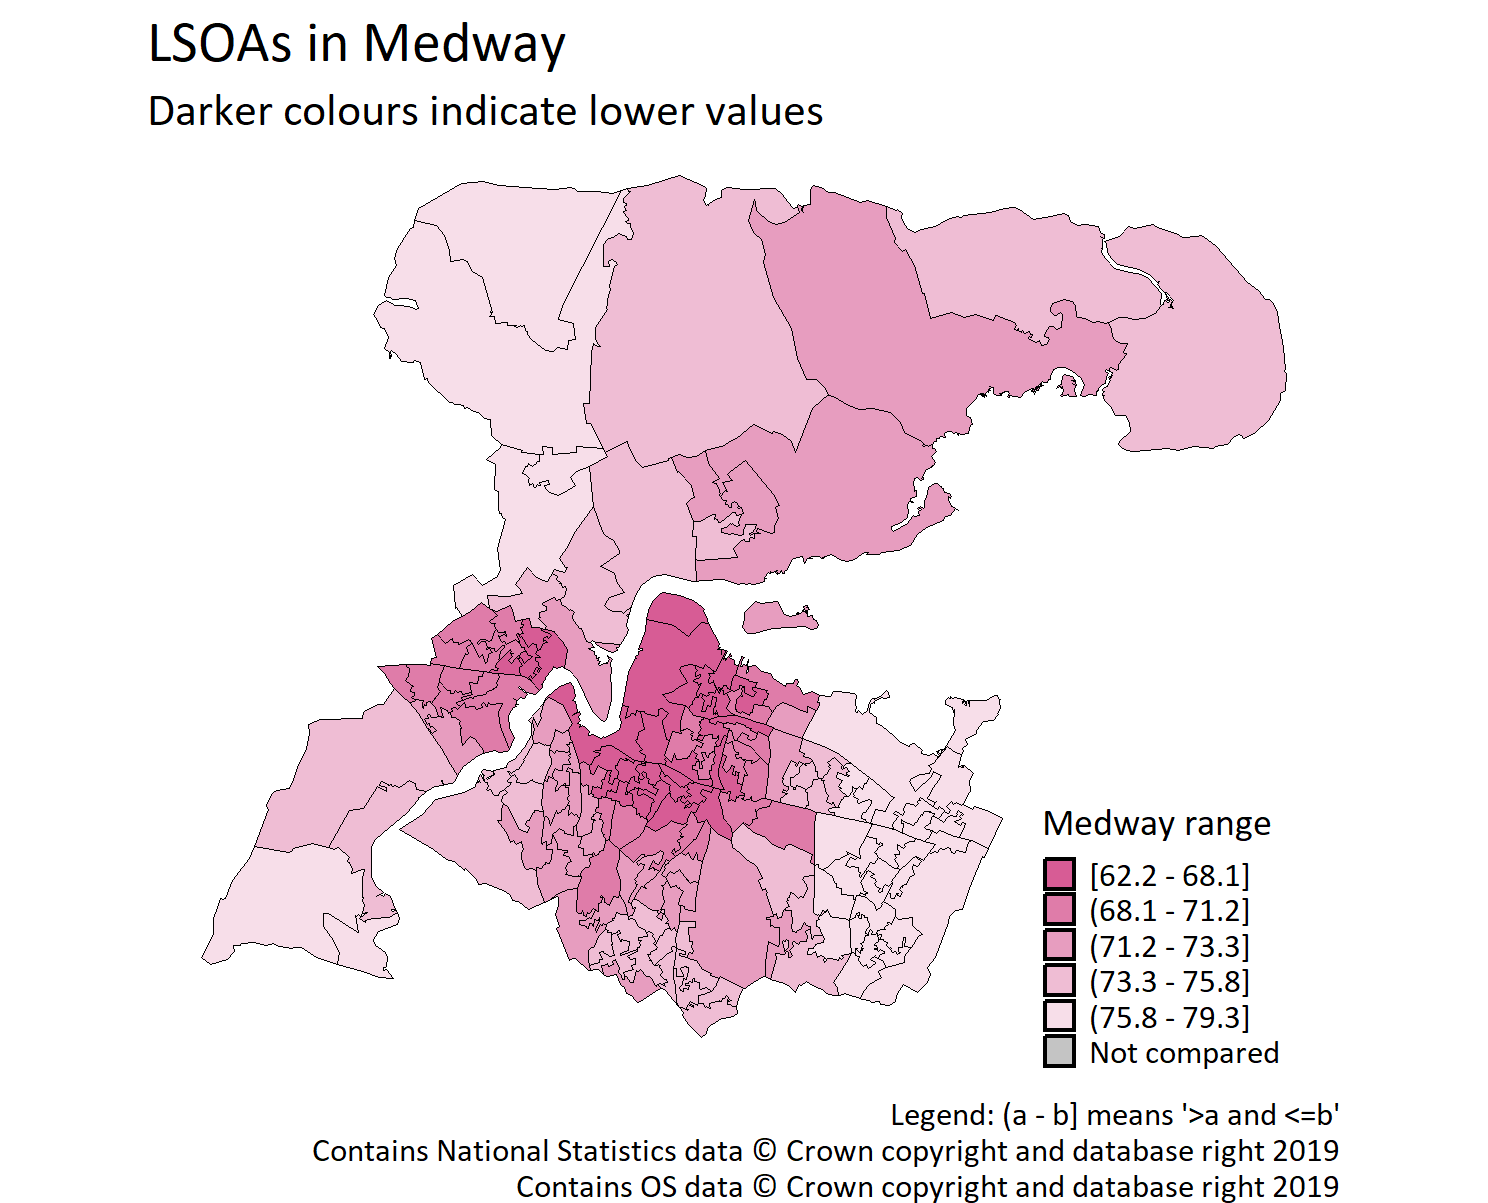 LSOAs in Medway
Darker colours indicate lower values
Medway range
[62.2 - 68.1]
(68.1 - 71.2]
(71.2 - 73.3]
(73.3 - 75.8]
(75.8 - 79.3]
Not compared
Legend: (a - b] means '>a and <=b'
Contains National Statistics data © Crown copyright and database right 2019
Contains OS data © Crown copyright and database right 2019